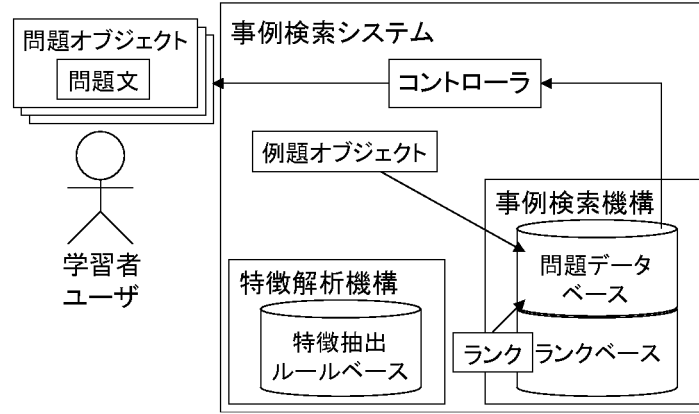 問題オブジェクト
問題文
事例検索システム
コントローラ
例題オブジェクト
事例検索機構
学習者
ユーザ
特徴解析機構
特徴抽出
ルールベース
問題データ
ベース
ランク
ランクベース